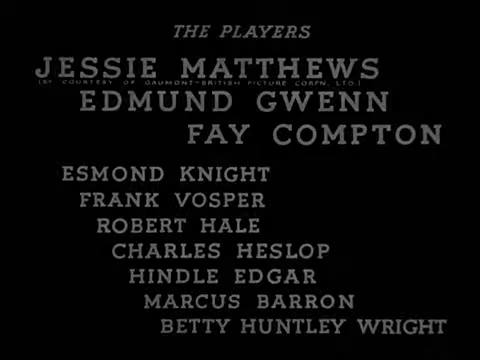 THE PLAYERS
JESSIE MATTHEWS
(BY COURTESY OF GAUMONT-BRITISH PICTURE CORPN. LTD.)
EDMUND GWENN
FAY COMPTON
ESMOND KNIGHT
FRANK VOSPER
ROBERT HALE
CHARLES HESLOP
HINDLE EDGAR
MARCUS BARRON
BETTY HUNTLEY WRIGHT